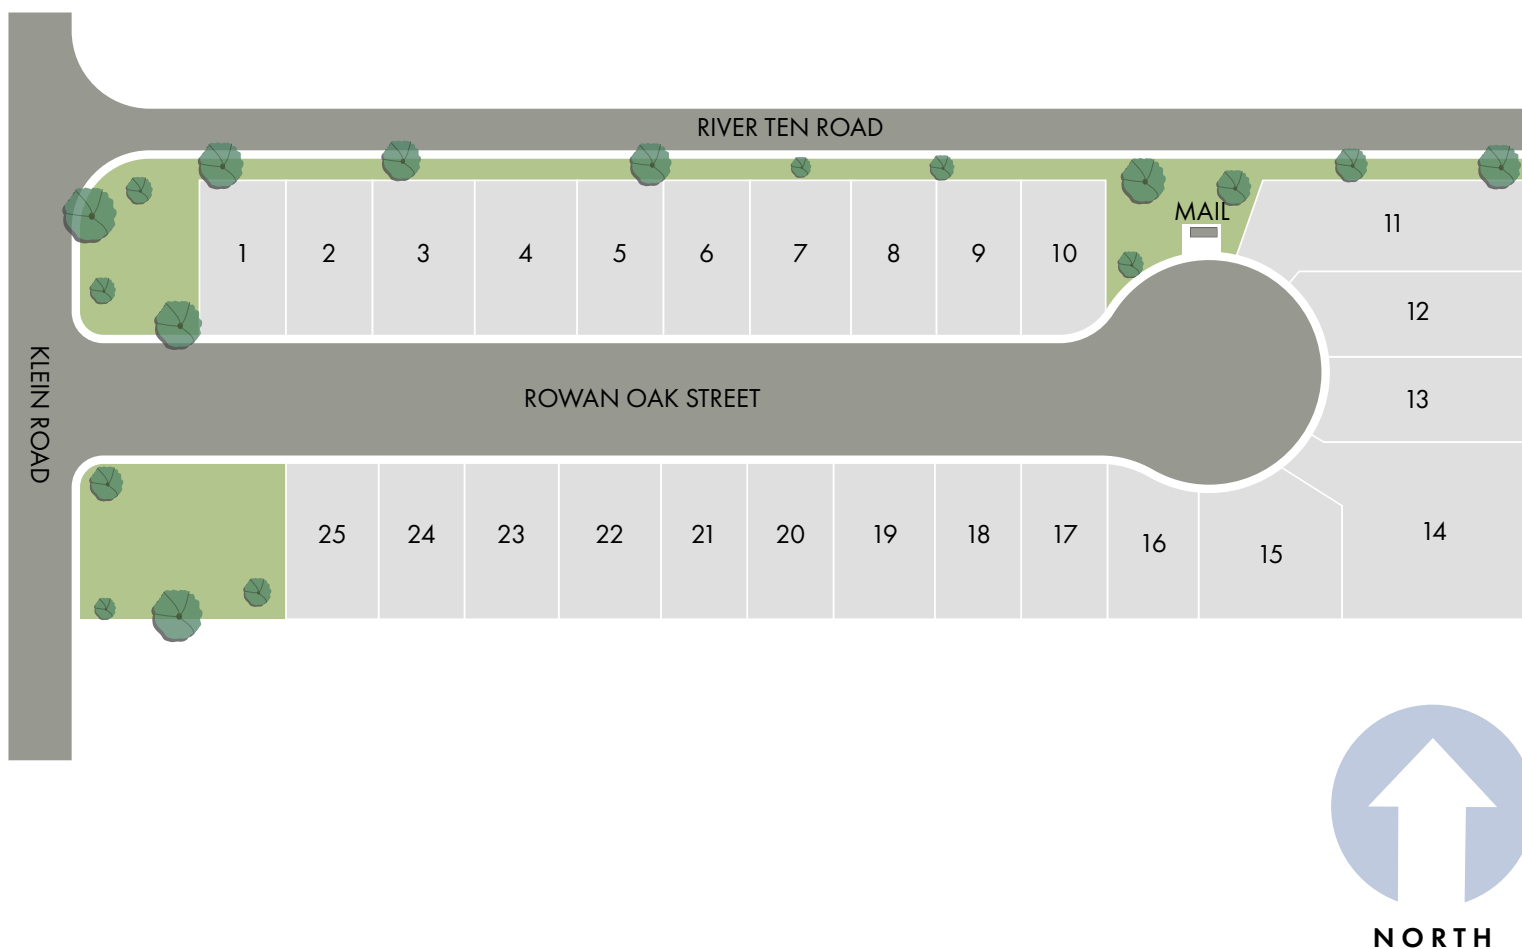 RIVER TEN ROAD
MAIL
1 2 3 4 5 6 7 8 9 10
11
12
13
KLEIN ROAD
ROWAN OAK STREET
25 24 23 22 21 20 19 18 17 16 15 14
NORTH